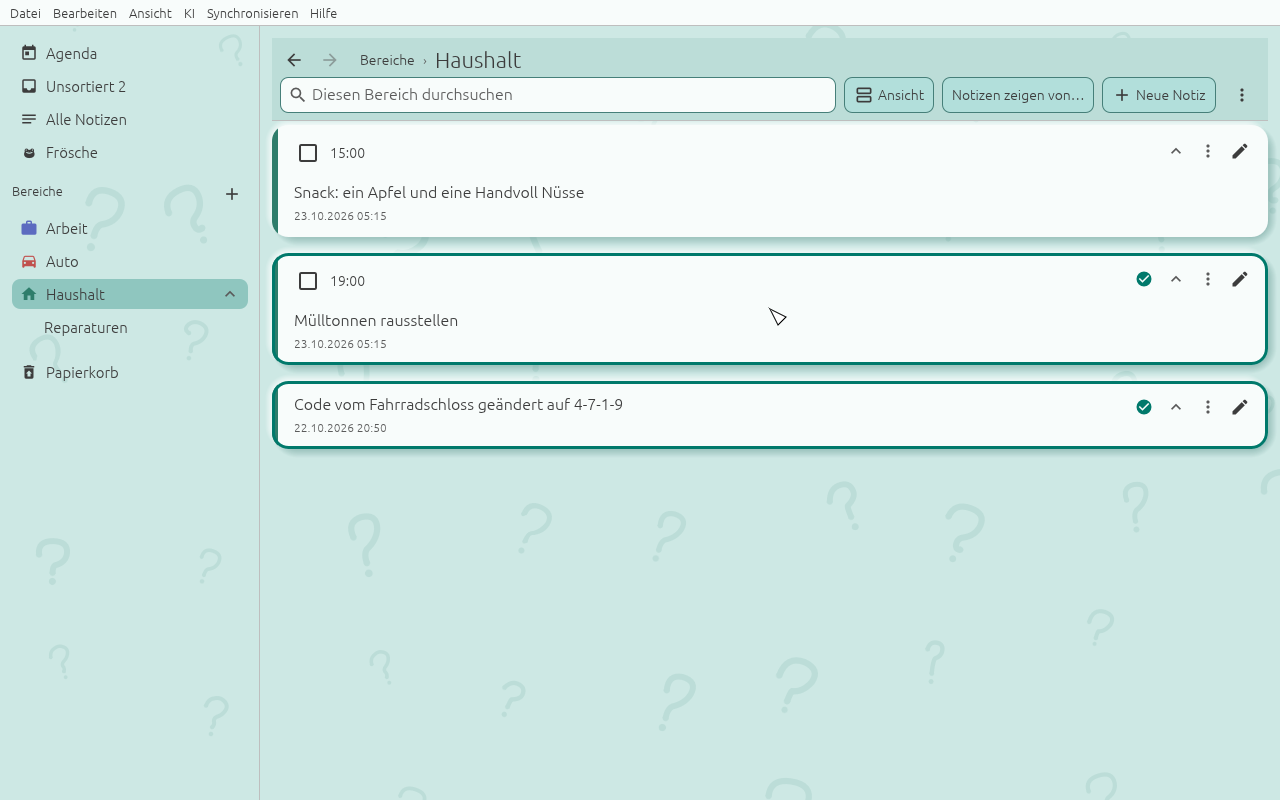 Datei Bearbeiten Ansicht KI Synchronisieren Hilfe
Agenda
Unsortiert 2
Alle Notizen
Frösche
Bereiche
Arbeit
Auto
Haushalt
Reparaturen
Papierkorb
Bereiche › Haushalt
Diesen Bereich durchsuchen
Ansicht
Notizen zeigen von…
Neue Notiz
15:00
Snack: ein Apfel und eine Handvoll Nüsse
23.10.2026 05:15
19:00
Mülltonnen rausstellen
23.10.2026 05:15
Code vom Fahrradschloss geändert auf 4-7-1-9
22.10.2026 20:50